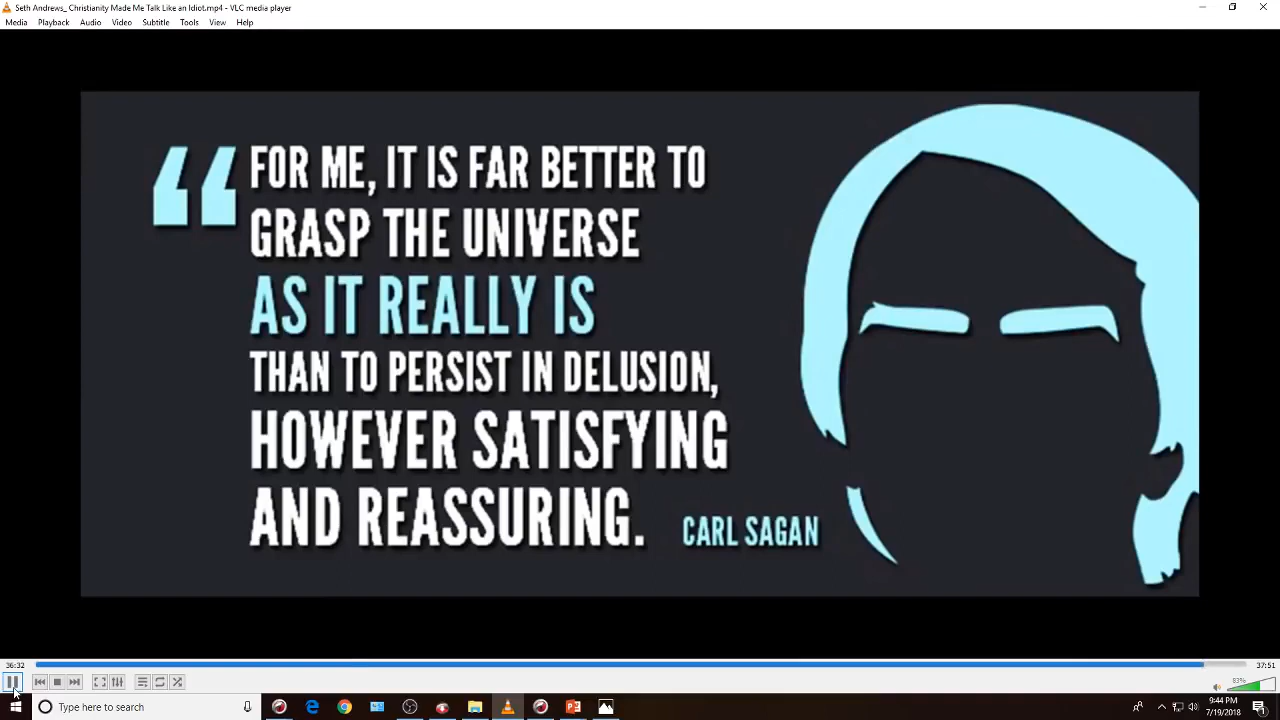 Seth Andrews_ Christianity Made Me Talk Like an Idiot.mp4 - VLC media player
Media Playback Audio Video Subtitle Tools View Help
“ FOR ME, IT IS FAR BETTER TO
GRASP THE UNIVERSE
AS IT REALLY IS
THAN TO PERSIST IN DELUSION,
HOWEVER SATISFYING
AND REASSURING. CARL SAGAN
36:32 37:51
83%
Type here to search
9:44 PM
7/19/2018